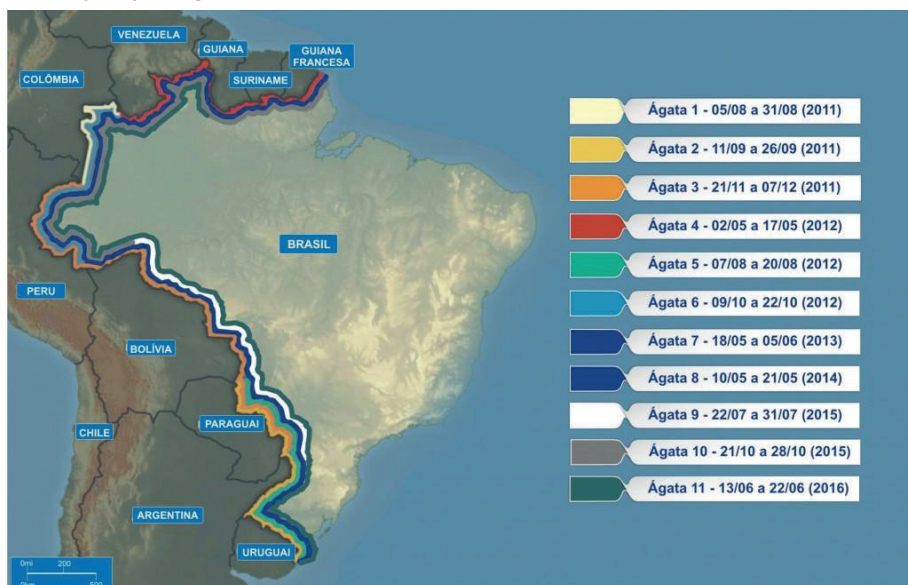 VENEZUELA
GUIANA
GUIANA
FRANCESA
COLÔMBIA
SURINAME
BRASIL
PERU
BOLÍVIA
PARAGUAI
CHILE
ARGENTINA
URUGUAI
0mi 200
0km 500
Ágata 1 - 05/08 a 31/08 (2011)
Ágata 2 - 11/09 a 26/09 (2011)
Ágata 3 - 21/11 a 07/12 (2011)
Ágata 4 - 02/05 a 17/05 (2012)
Ágata 5 - 07/08 a 20/08 (2012)
Ágata 6 - 09/10 a 22/10 (2012)
Ágata 7 - 18/05 a 05/06 (2013)
Ágata 8 - 10/05 a 21/05 (2014)
Ágata 9 - 22/07 a 31/07 (2015)
Ágata 10 - 21/10 a 28/10 (2015)
Ágata 11 - 13/06 a 22/06 (2016)